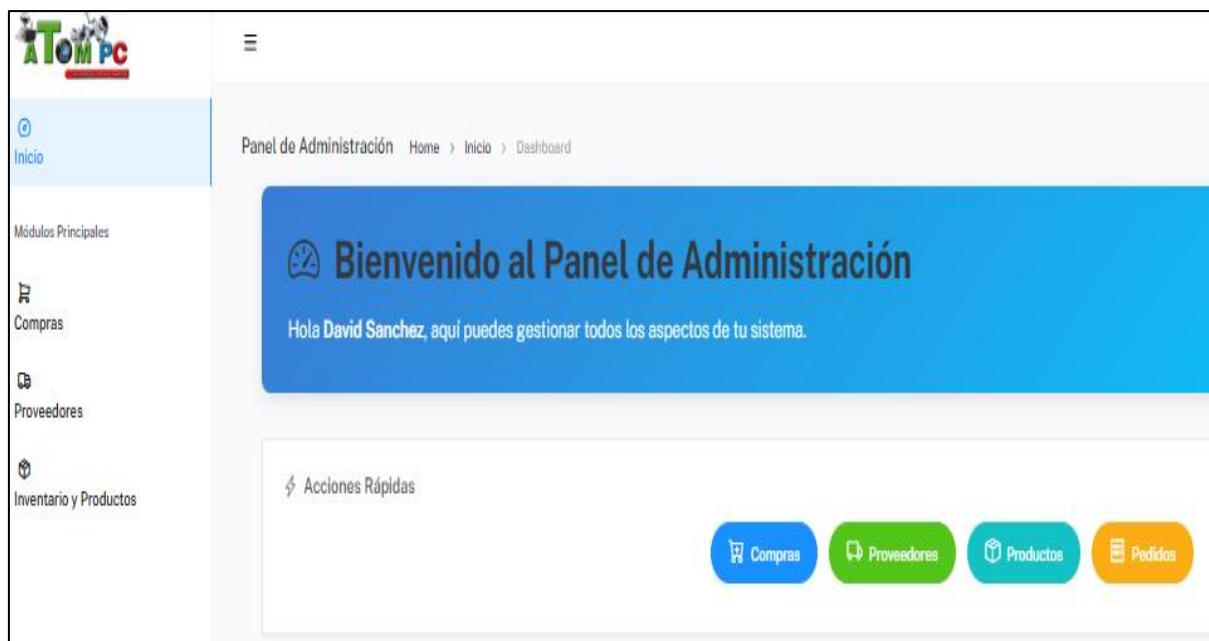 ATOM PC
Inicio
Módulos Principales
Compras
Proveedores
Inventario y Productos
Panel de Administración Home > Inicio > Dashboard
Bienvenido al Panel de Administración
Hola David Sanchez, aquí puedes gestionar todos los aspectos de tu sistema.
Acciones Rápidas
Compras Proveedores Productos Pedidos